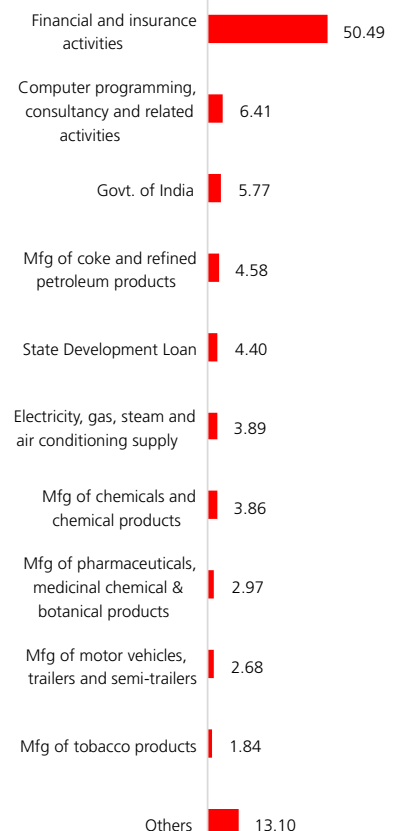 Financial and insurance
activities
50.49
Computer programming,
consultancy and related
activities
6.41
Govt. of India
5.77
Mfg of coke and refined
petroleum products
4.58
State Development Loan
4.40
Electricity, gas, steam and
air conditioning supply
3.89
Mfg of chemicals and
chemical products
3.86
Mfg of pharmaceuticals,
medicinal chemical &
botanical products
2.97
Mfg of motor vehicles,
trailers and semi-trailers
2.68
Mfg of tobacco products
1.84
Others
13.10